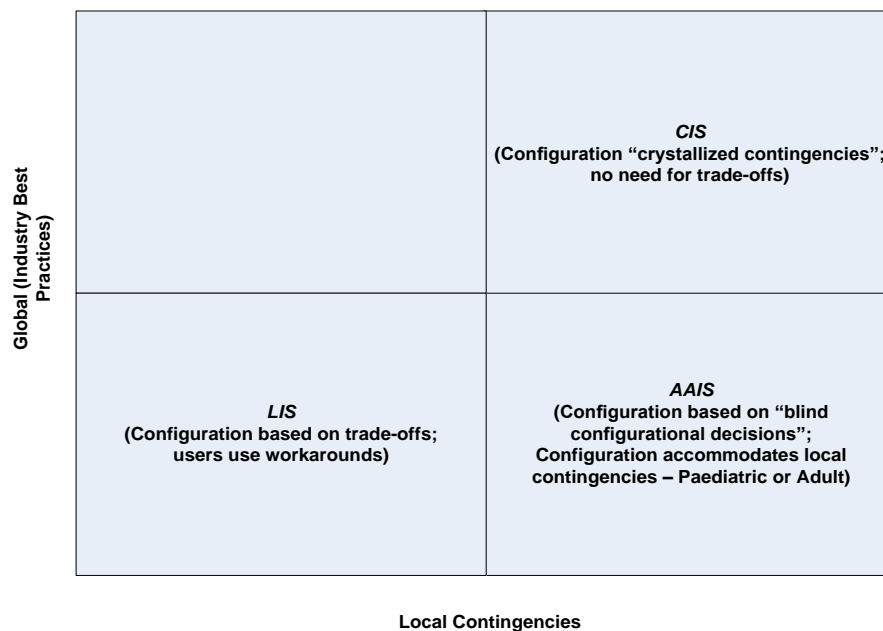 Global (Industry Best
Practices)
CIS
(Configuration “crystallized contingencies”;
no need for trade-offs)
LIS
(Configuration based on trade-offs;
users use workarounds)
AAIS
(Configuration based on “blind
configurational decisions”;
Configuration accommodates local
contingencies – Paediatric or Adult)
Local Contingencies